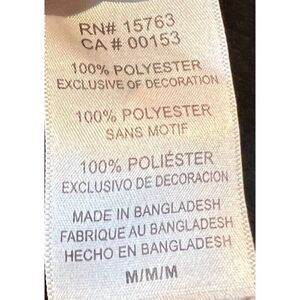 RN# 15763
CA # 00153
100% POLYESTER
EXCLUSIVE OF DECORATION
100% POLYESTER
SANS MOTIF
100% POLIÉSTER
EXCLUSIVO DE DECORACION
MADE IN BANGLADESH
FABRIQUE AU BANGLADESH
HECHO EN BANGLADESH
M/M/M